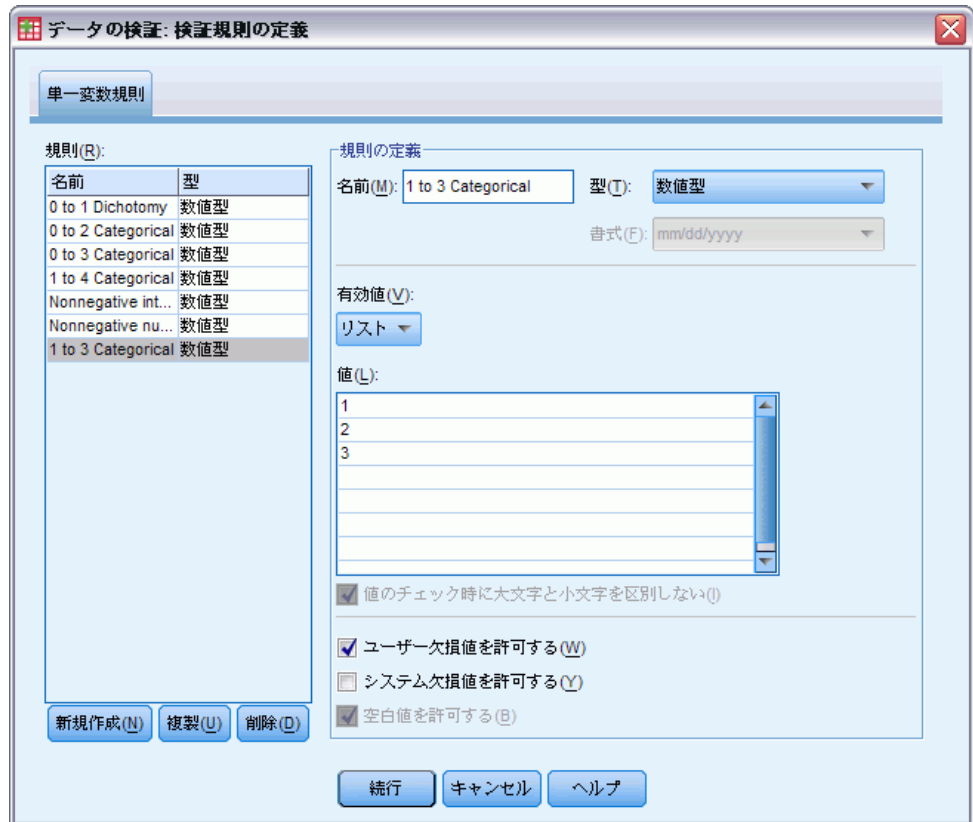 データの検証: 検証規則の定義
単一変数規則
規則(R):
名前 型
0 to 1 Dichotomy 数値型
0 to 2 Categorical 数値型
0 to 3 Categorical 数値型
1 to 4 Categorical 数値型
Nonnegative int... 数値型
Nonnegative nu... 数値型
1 to 3 Categorical 数値型
新規作成(N) 複製(U) 削除(D)
規則の定義
名前(M): 1 to 3 Categorical 型(T): 数値型
書式(F): mm/dd/yyyy
有効値(V):
リスト
値(L):
1
2
3
値のチェック時に大文字と小文字を区別しない(I)
ユーザー欠損値を許可する(W)
システム欠損値を許可する(Y)
空白値を許可する(B)
続行 キャンセル ヘルプ